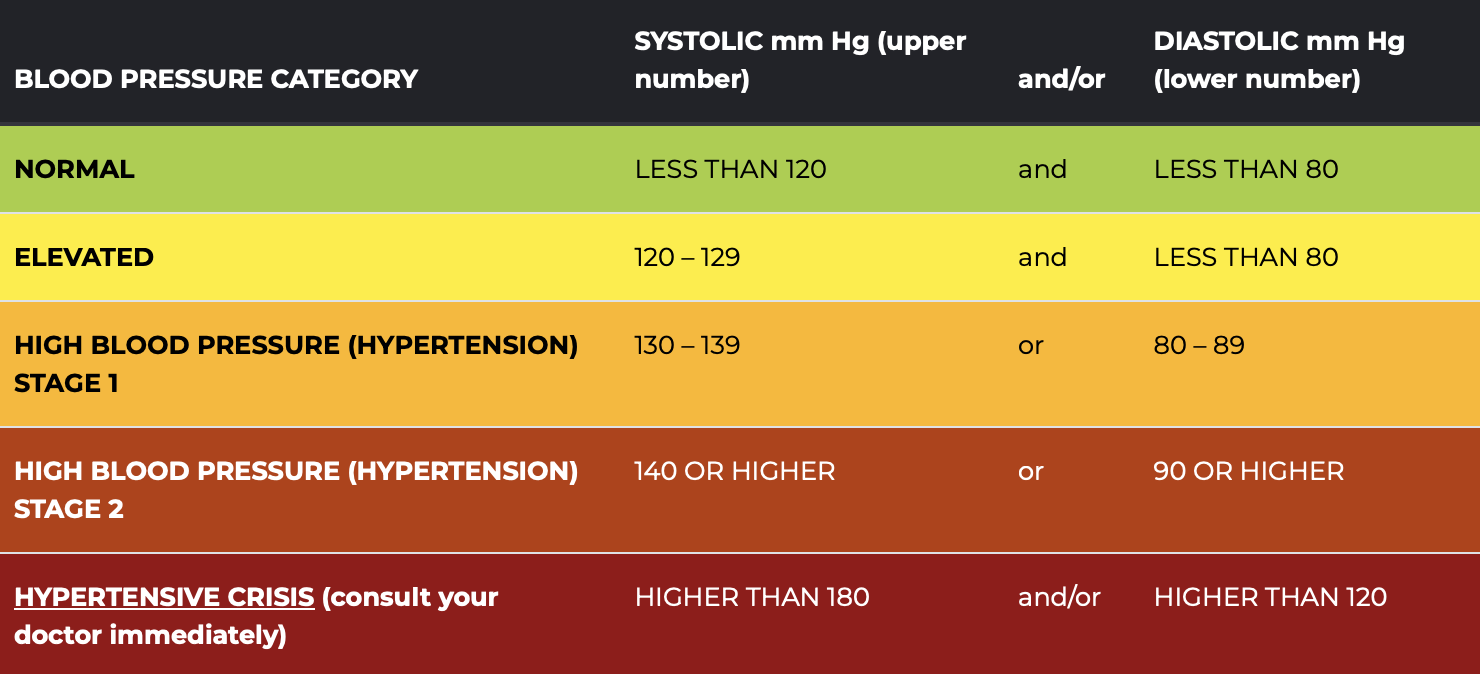 BLOOD PRESSURE CATEGORY SYSTOLIC mm Hg (upper number) and/or DIASTOLIC mm Hg (lower number)
NORMAL LESS THAN 120 and LESS THAN 80
ELEVATED 120 – 129 and LESS THAN 80
HIGH BLOOD PRESSURE (HYPERTENSION) STAGE 1 130 – 139 or 80 – 89
HIGH BLOOD PRESSURE (HYPERTENSION) STAGE 2 140 OR HIGHER or 90 OR HIGHER
HYPERTENSIVE CRISIS (consult your doctor immediately) HIGHER THAN 180 and/or HIGHER THAN 120